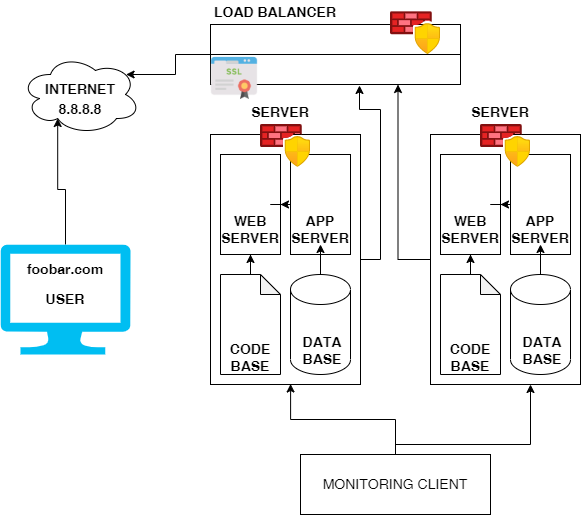 LOAD BALANCER
SSL
INTERNET
8.8.8.8
SERVER
SERVER
WEB
SERVER
APP
SERVER
WEB
SERVER
APP
SERVER
foobar.com
USER
CODE
BASE
DATA
BASE
CODE
BASE
DATA
BASE
MONITORING CLIENT